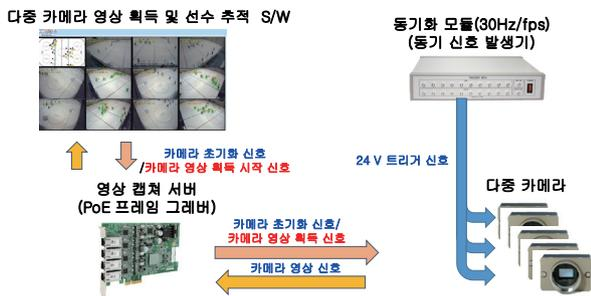 다중 카메라 영상 획득 및 선수 추적 S/W
동기화 모듈(30Hz/fps)
(동기 신호 발생기)
카메라 초기화 신호
/카메라 영상 획득 시작 신호
24 V 트리거 신호
다중 카메라
영상 캡쳐 서버
(PoE 프레임 그레버)
카메라 초기화 신호/
카메라 영상 획득 신호
카메라 영상 신호